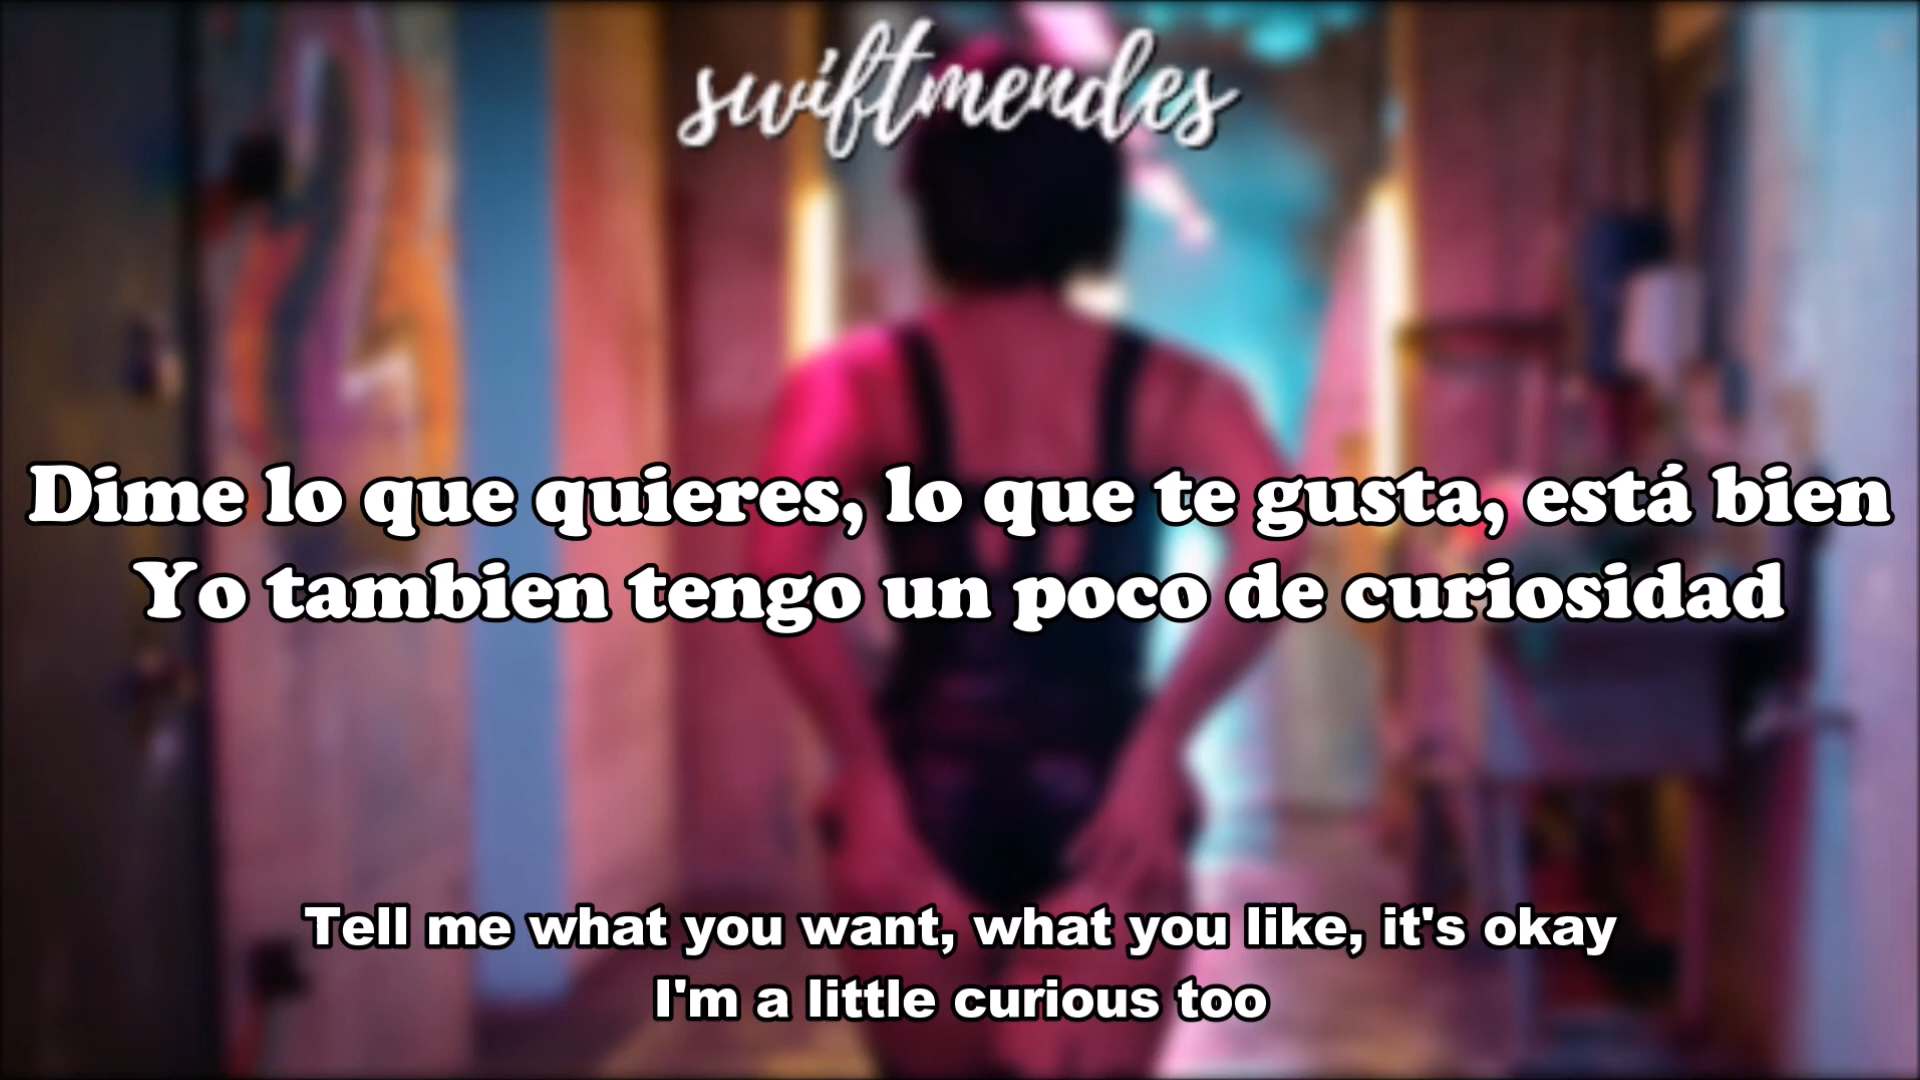 swiftmendes
Dime lo que quieres, lo que te gusta, está bien
Yo tambien tengo un poco de curiosidad
Tell me what you want, what you like, it's okay
I'm a little curious too